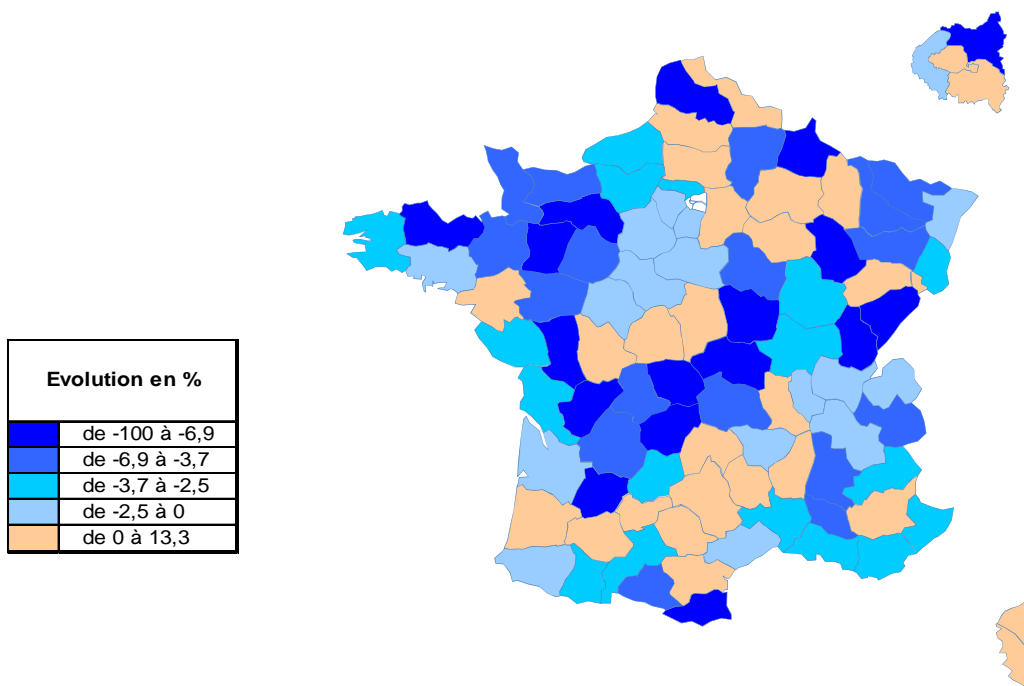 Evolution en %
de -100 à -6,9
de -6,9 à -3,7
de -3,7 à -2,5
de -2,5 à 0
de 0 à 13,3